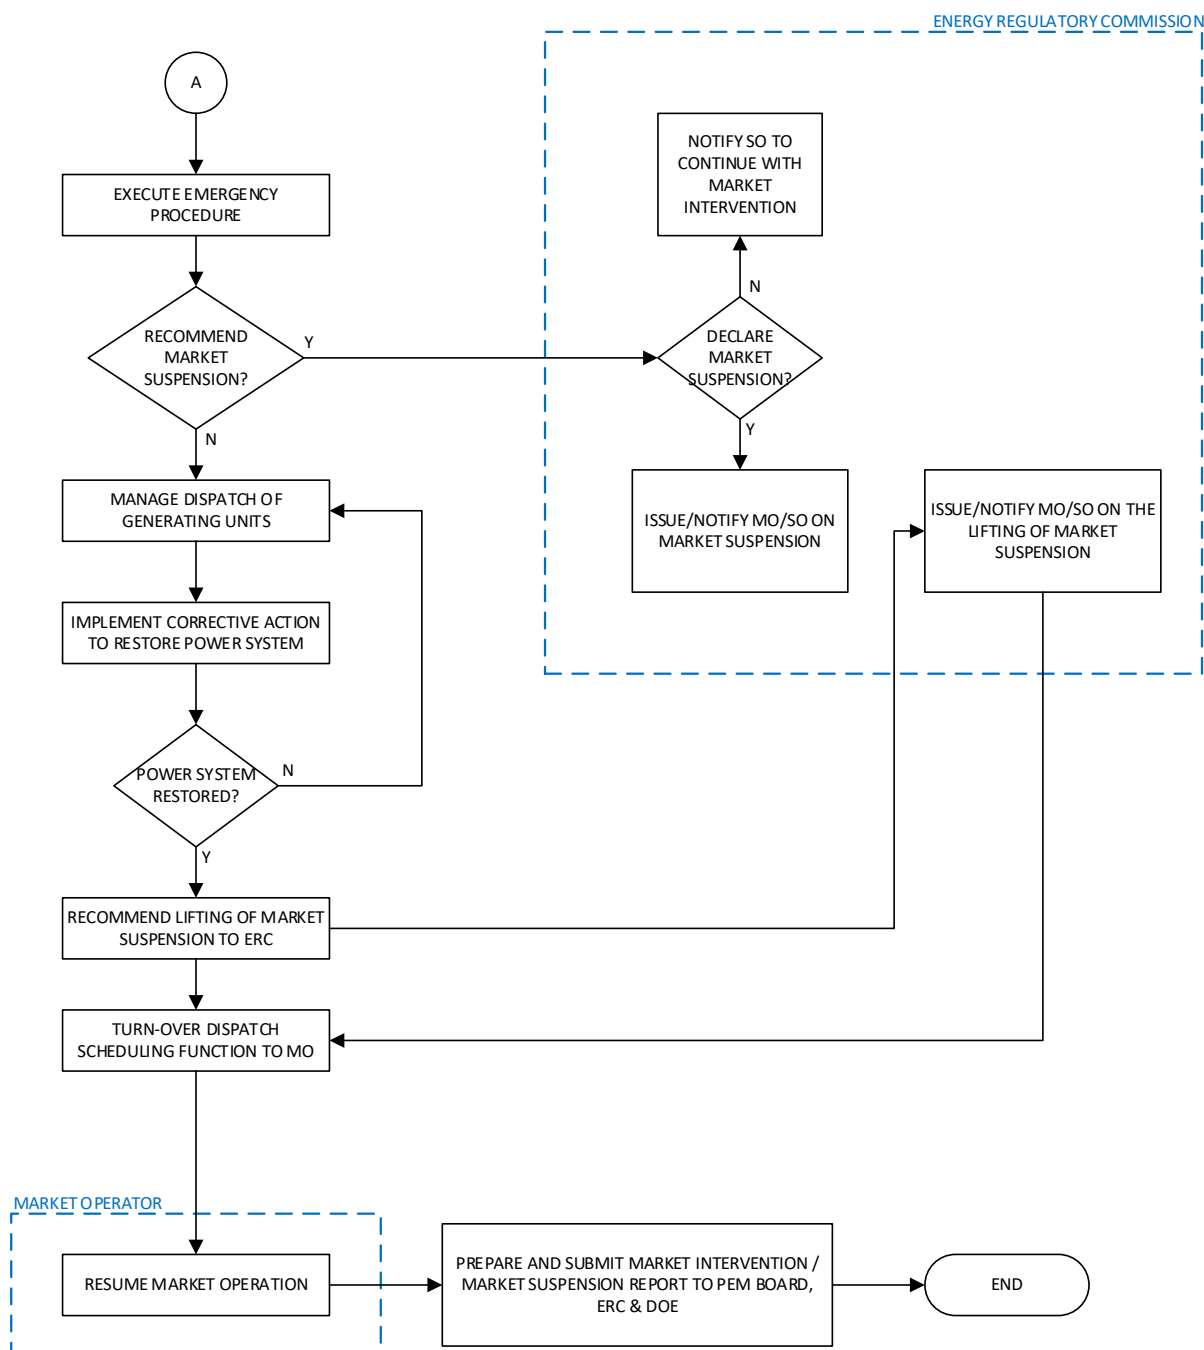 ENERGY REGULATORY COMMISSION
A
NOTIFY SO TO
CONTINUE WITH
MARKET
INTERVENTION
EXECUTE EMERGENCY
PROCEDURE
N
RECOMMEND
MARKET
SUSPENSION?
Y
DECLARE
MARKET
SUSPENSION?
N
Y
MANAGE DISPATCH OF
GENERATING UNITS
ISSUE/NOTIFY MO/SO ON
MARKET SUSPENSION
ISSUE/NOTIFY MO/SO ON THE
LIFTING OF MARKET
SUSPENSION
IMPLEMENT CORRECTIVE ACTION
TO RESTORE POWER SYSTEM
POWER SYSTEM
RESTORED?
N
Y
RECOMMEND LIFTING OF MARKET
SUSPENSION TO ERC
TURN-OVER DISPATCH
SCHEDULING FUNCTION TO MO
MARKET OPERATOR
RESUME MARKET OPERATION
PREPARE AND SUBMIT MARKET INTERVENTION /
MARKET SUSPENSION REPORT TO PEM BOARD,
ERC & DOE
END